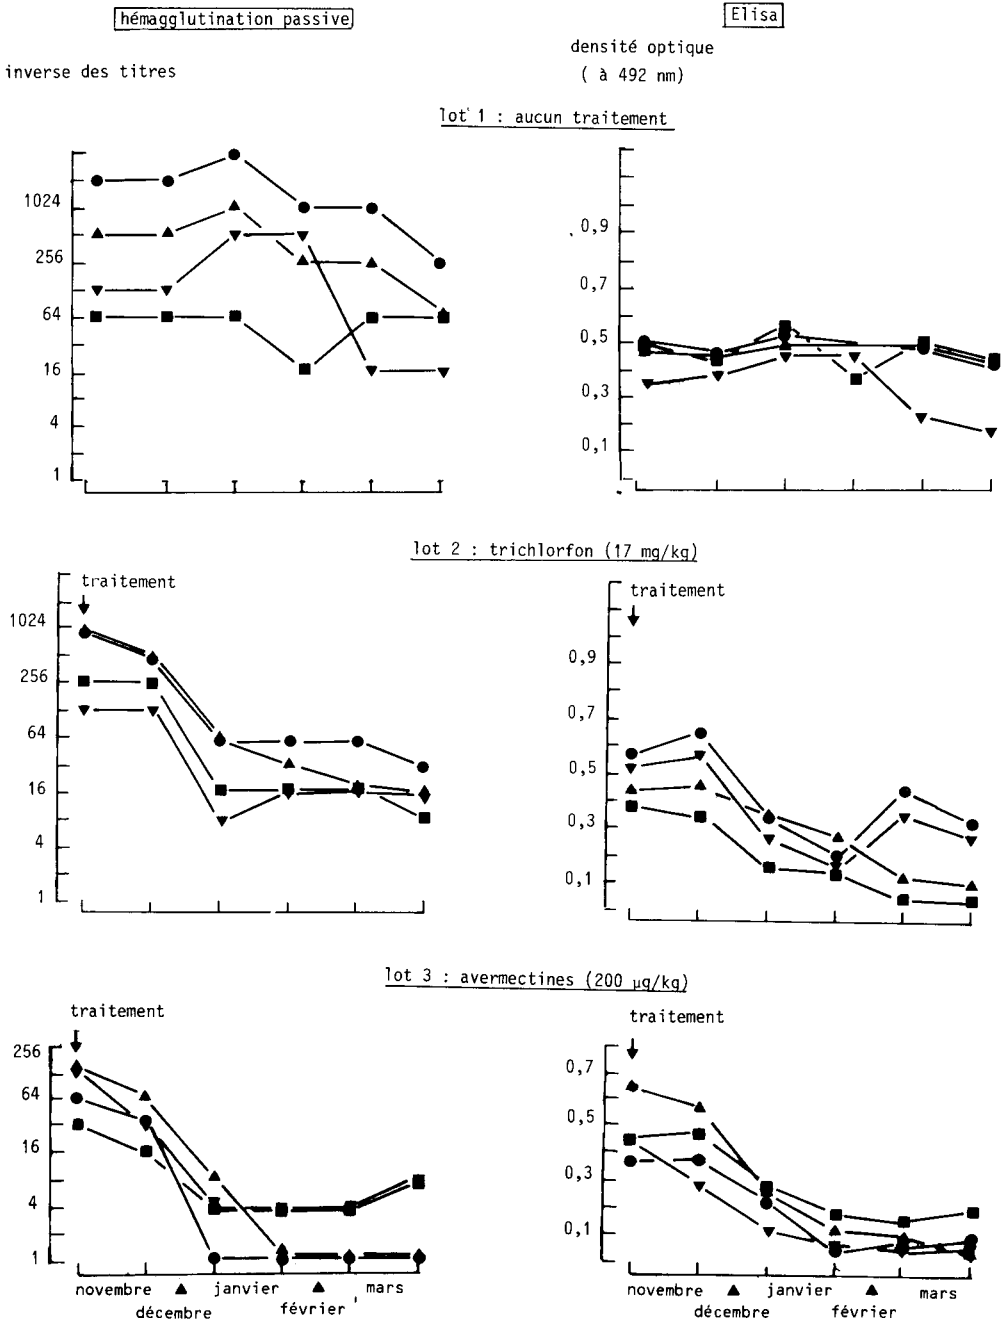 hémagglutination passive
Elisa
inverse des titres
densité optique
( à 492 nm)
lot 1 : aucun traitement
1024
256
64
16
4
1
0,9
0,7
0,5
0,3
0,1
lot 2 : trichlorfon (17 mg/kg)
traitement
1024
256
64
16
4
1
traitement
0,9
0,7
0,5
0,3
0,1
lot 3 : avermectines (200 µg/kg)
traitement
256
64
16
4
1
traitement
0,7
0,5
0,3
0,1
novembre ▲ janvier ▲ mars
décembre février
novembre ▲ janvier ▲ mars
décembre février